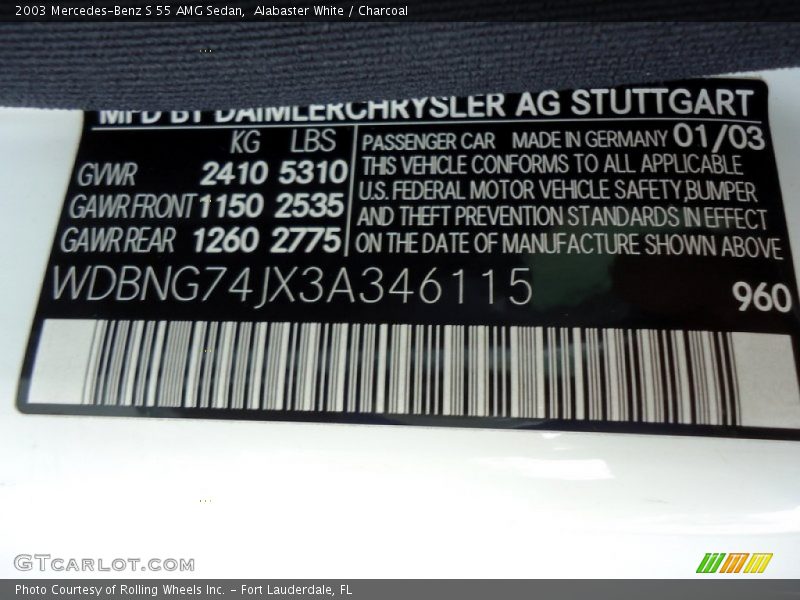 2003 Mercedes-Benz S 55 AMG Sedan,  Alabaster White / Charcoal
MFD BY DAIMLERCHRYSLER AG STUTTGART
KG LBS
GVWR 2410 5310
GAWR FRONT 1150 2535
GAWR REAR 1260 2775
PASSENGER CAR MADE IN GERMANY 01/03
THIS VEHICLE CONFORMS TO ALL APPLICABLE
U.S. FEDERAL MOTOR VEHICLE SAFETY,BUMPER
AND THEFT PREVENTION STANDARDS IN EFFECT
ON THE DATE OF MANUFACTURE SHOWN ABOVE
WDBNG74JX3A346115
960
GTcarlot.com
Photo Courtesy of Rolling Wheels Inc. - Fort Lauderdale, FL